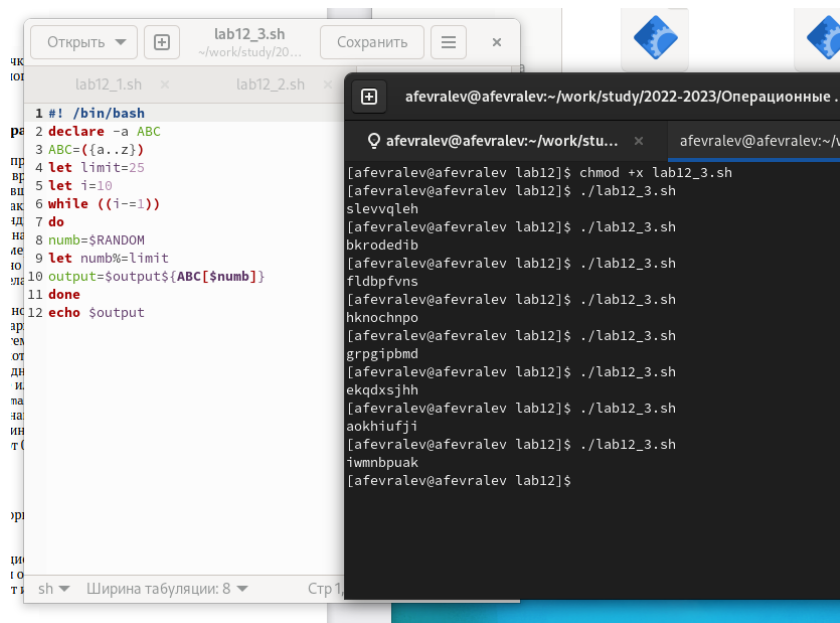 Открыть
lab12_3.sh
~/work/study/20...
Сохранить
lab12_1.sh
lab12_2.sh
1 #! /bin/bash
2 declare -a ABC
3 ABC=({a..z})
4 let limit=25
5 let i=10
6 while ((i-=1))
7 do
8 numb=$RANDOM
9 let numb%=limit
10 output=$output${ABC[$numb]}
11 done
12 echo $output
sh
Ширина табуляции: 8
Стр 1,
afevralev@afevralev:~/work/study/2022-2023/Операционные .
afevralev@afevralev:~/work/stu...
afevralev@afevralev:~/
[afevralev@afevralev lab12]$ chmod +x lab12_3.sh
[afevralev@afevralev lab12]$ ./lab12_3.sh
slevvqleh
[afevralev@afevralev lab12]$ ./lab12_3.sh
bkrodedib
[afevralev@afevralev lab12]$ ./lab12_3.sh
fldbpfvns
[afevralev@afevralev lab12]$ ./lab12_3.sh
hknochnpo
[afevralev@afevralev lab12]$ ./lab12_3.sh
grpgipbmd
[afevralev@afevralev lab12]$ ./lab12_3.sh
ekqdxsjhh
[afevralev@afevralev lab12]$ ./lab12_3.sh
aokhiufji
[afevralev@afevralev lab12]$ ./lab12_3.sh
iwmnbpuak
[afevralev@afevralev lab12]$